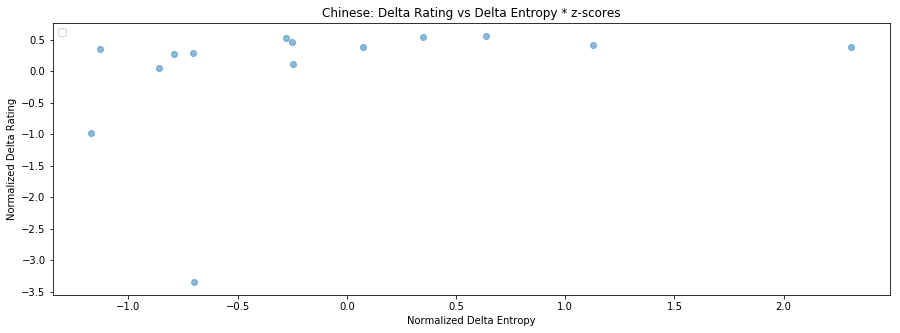 Chinese: Delta Rating vs Delta Entropy * z-scores
0.5
0.0
−0.5
−1.0
−1.5
−2.0
−2.5
−3.0
−3.5
Normalized Delta Rating
−1.0 −0.5 0.0 0.5 1.0 1.5 2.0
Normalized Delta Entropy